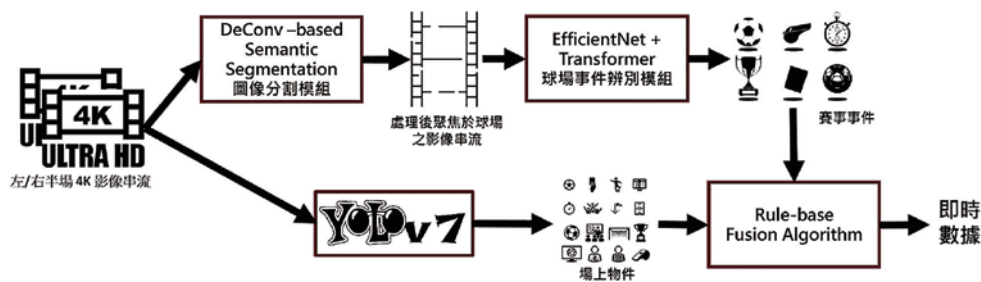 DeConv –based
Semantic
Segmentation
圖像分割模組
處理後聚焦於球場
之影像串流
EfficientNet +
Transformer
球場事件辨別模組
賽事事件
4K
ULTRA HD
左/右半場 4K 影像串流
YOLOv7
場上物件
Rule-base
Fusion Algorithm
即時
數據